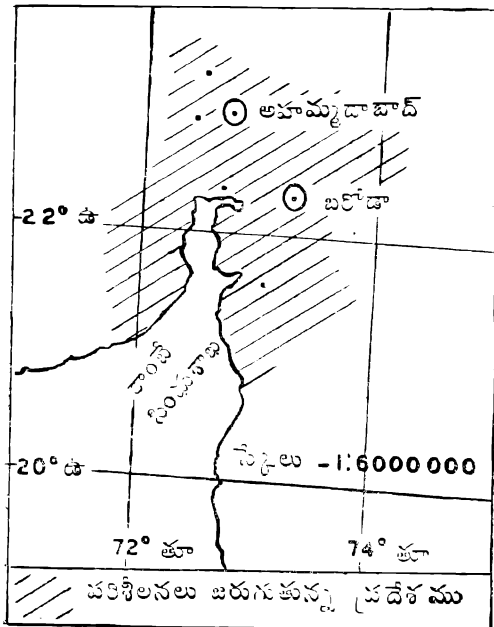 అహమ్మదాబాద్
బరోడా
22° ఉ
కాంబే
సింధుశాఖ
20° ఉ
స్కేలు -1:6000000
72° తూ
74° తూ
పరిశీలనలు జరుగుతున్న ప్రదేశము